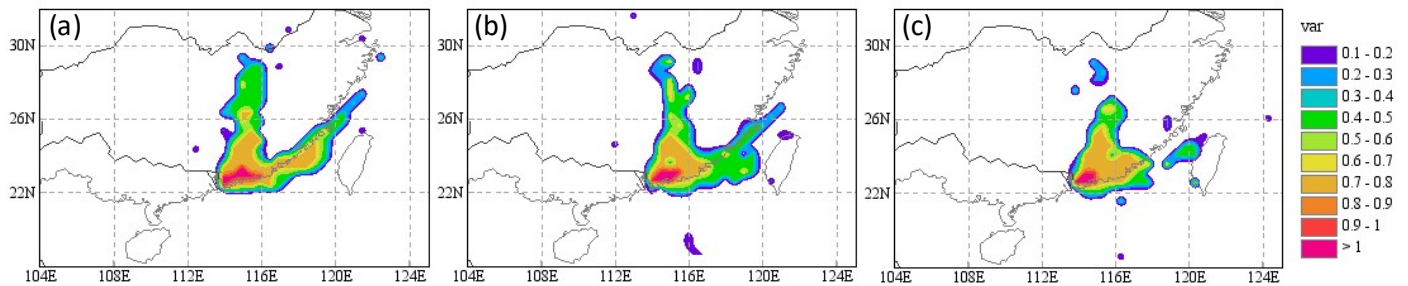 (a)
(b)
(c)
30N
26N
22N
104E 108E 112E 116E 120E 124E
30N
26N
22N
104E 108E 112E 116E 120E 124E
30N
26N
22N
104E 108E 112E 116E 120E 124E
var
0.1 - 0.2
0.2 - 0.3
0.3 - 0.4
0.4 - 0.5
0.5 - 0.6
0.6 - 0.7
0.7 - 0.8
0.8 - 0.9
0.9 - 1
> 1